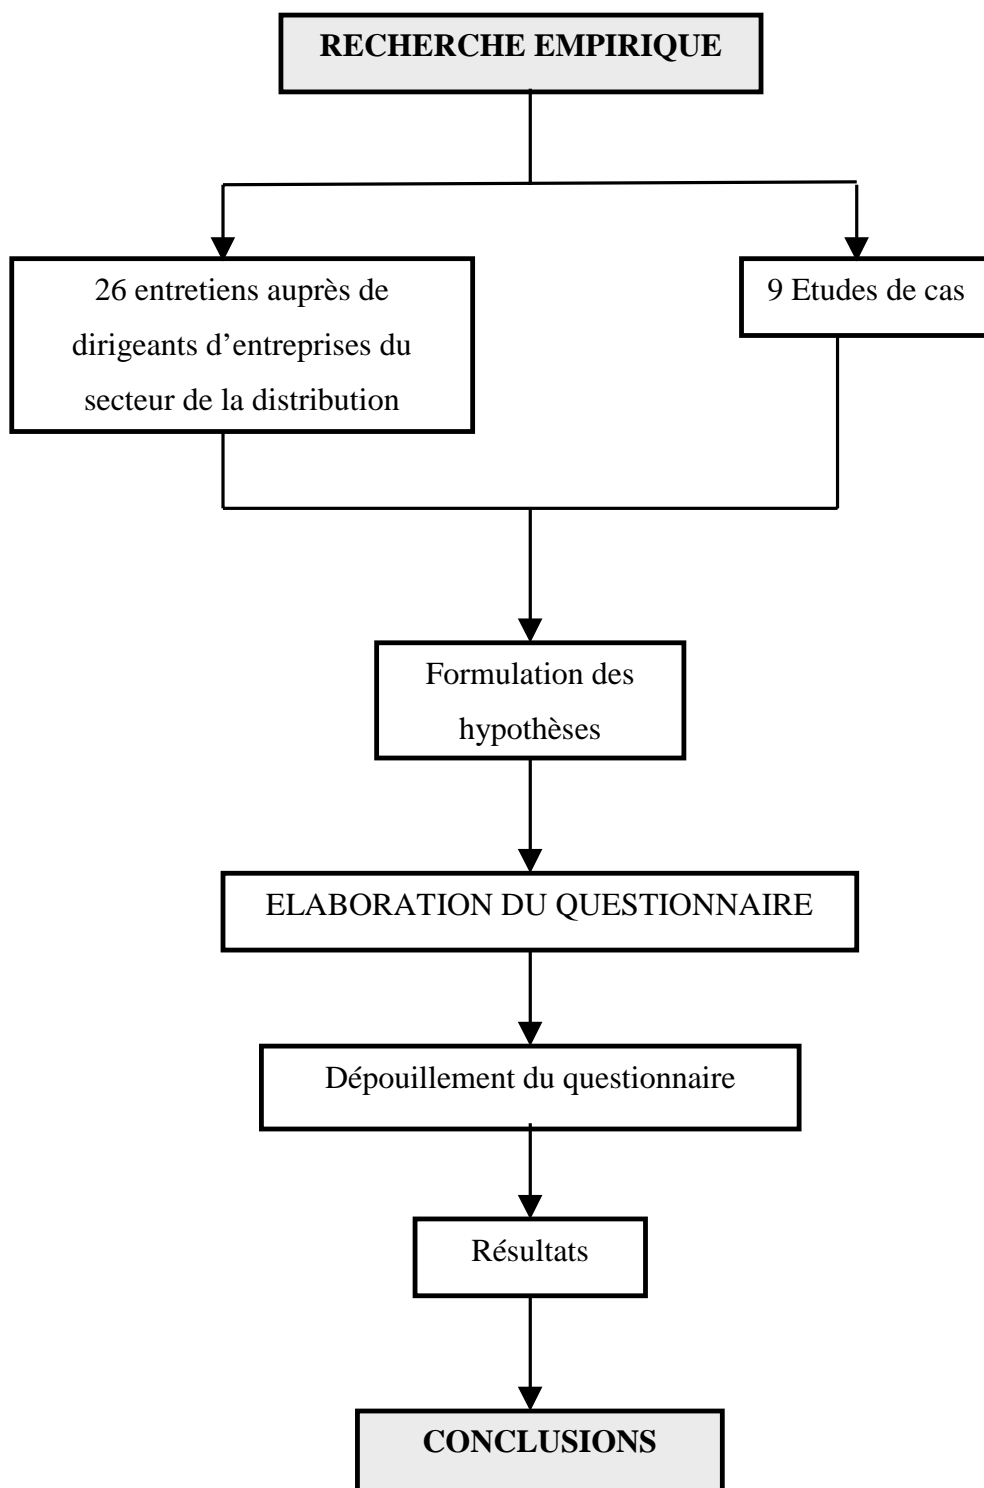 RECHERCHE EMPIRIQUE
26 entretiens auprès de
dirigeants d’entreprises du
secteur de la distribution
9 Etudes de cas
Formulation des
hypothèses
ELABORATION DU QUESTIONNAIRE
Dépouillement du questionnaire
Résultats
CONCLUSIONS